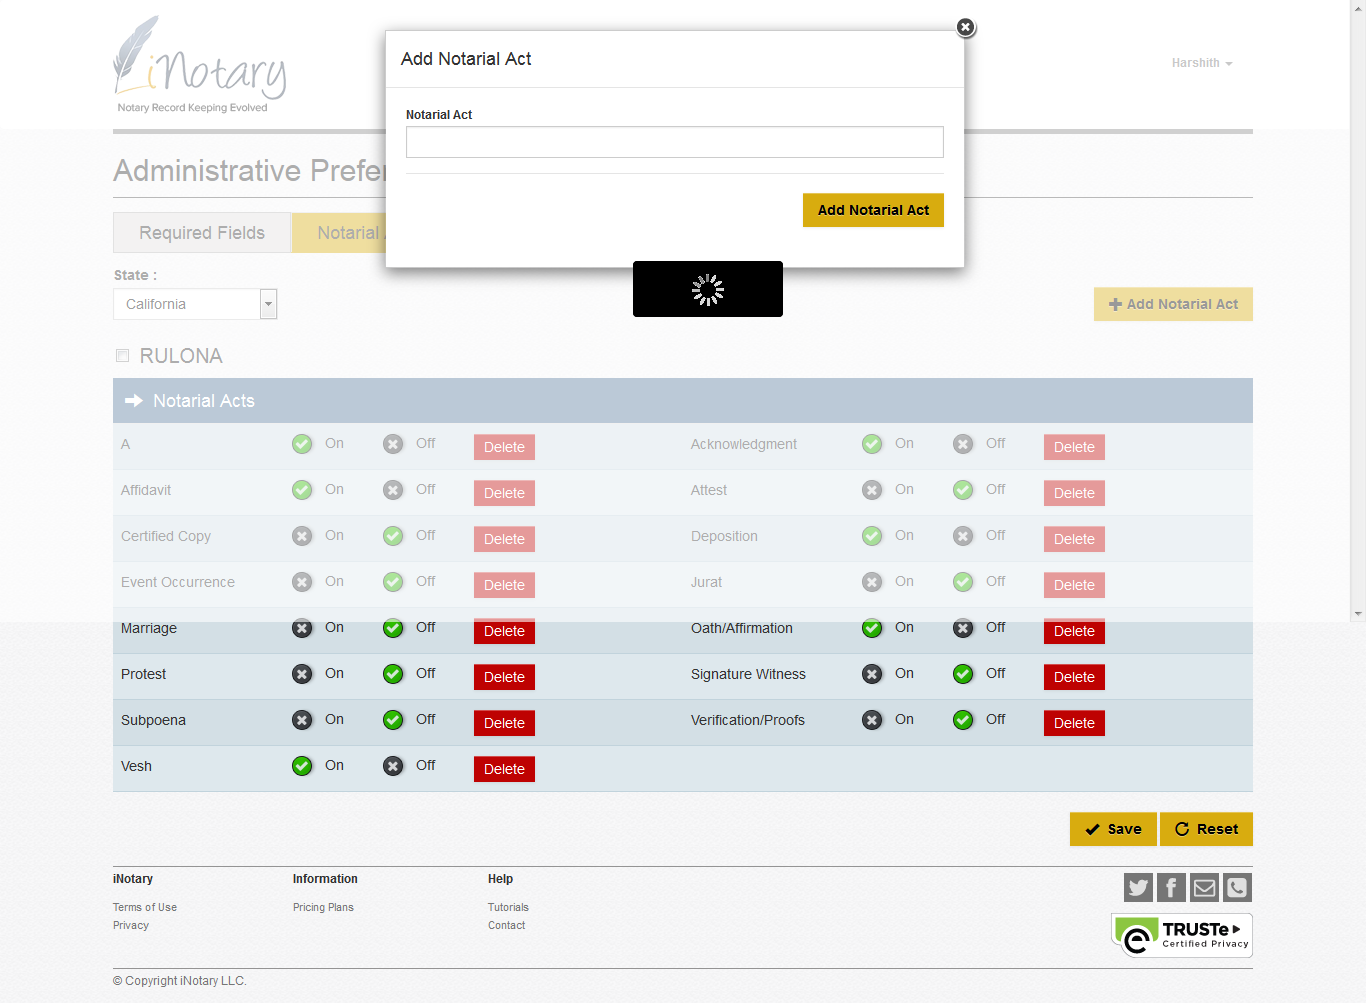 iNotary
Notary Record Keeping Evolved
Harshith
Add Notarial Act
Notarial Act
Add Notarial Act
Administrative Prefer
Required Fields
Notarial
State :
California
Add Notarial Act
RULONA
Notarial Acts
A On Off Delete Acknowledgment On Off Delete
Affidavit On Off Delete Attest On Off Delete
Certified Copy On Off Delete Deposition On Off Delete
Event Occurrence On Off Delete Jurat On Off Delete
Marriage On Off Delete Oath/Affirmation On Off Delete
Protest On Off Delete Signature Witness On Off Delete
Subpoena On Off Delete Verification/Proofs On Off Delete
Vesh On Off Delete
Save Reset
iNotary Information Help
Terms of Use Pricing Plans Tutorials
Privacy Contact
TRUSTe
Certified Privacy
© Copyright iNotary LLC.